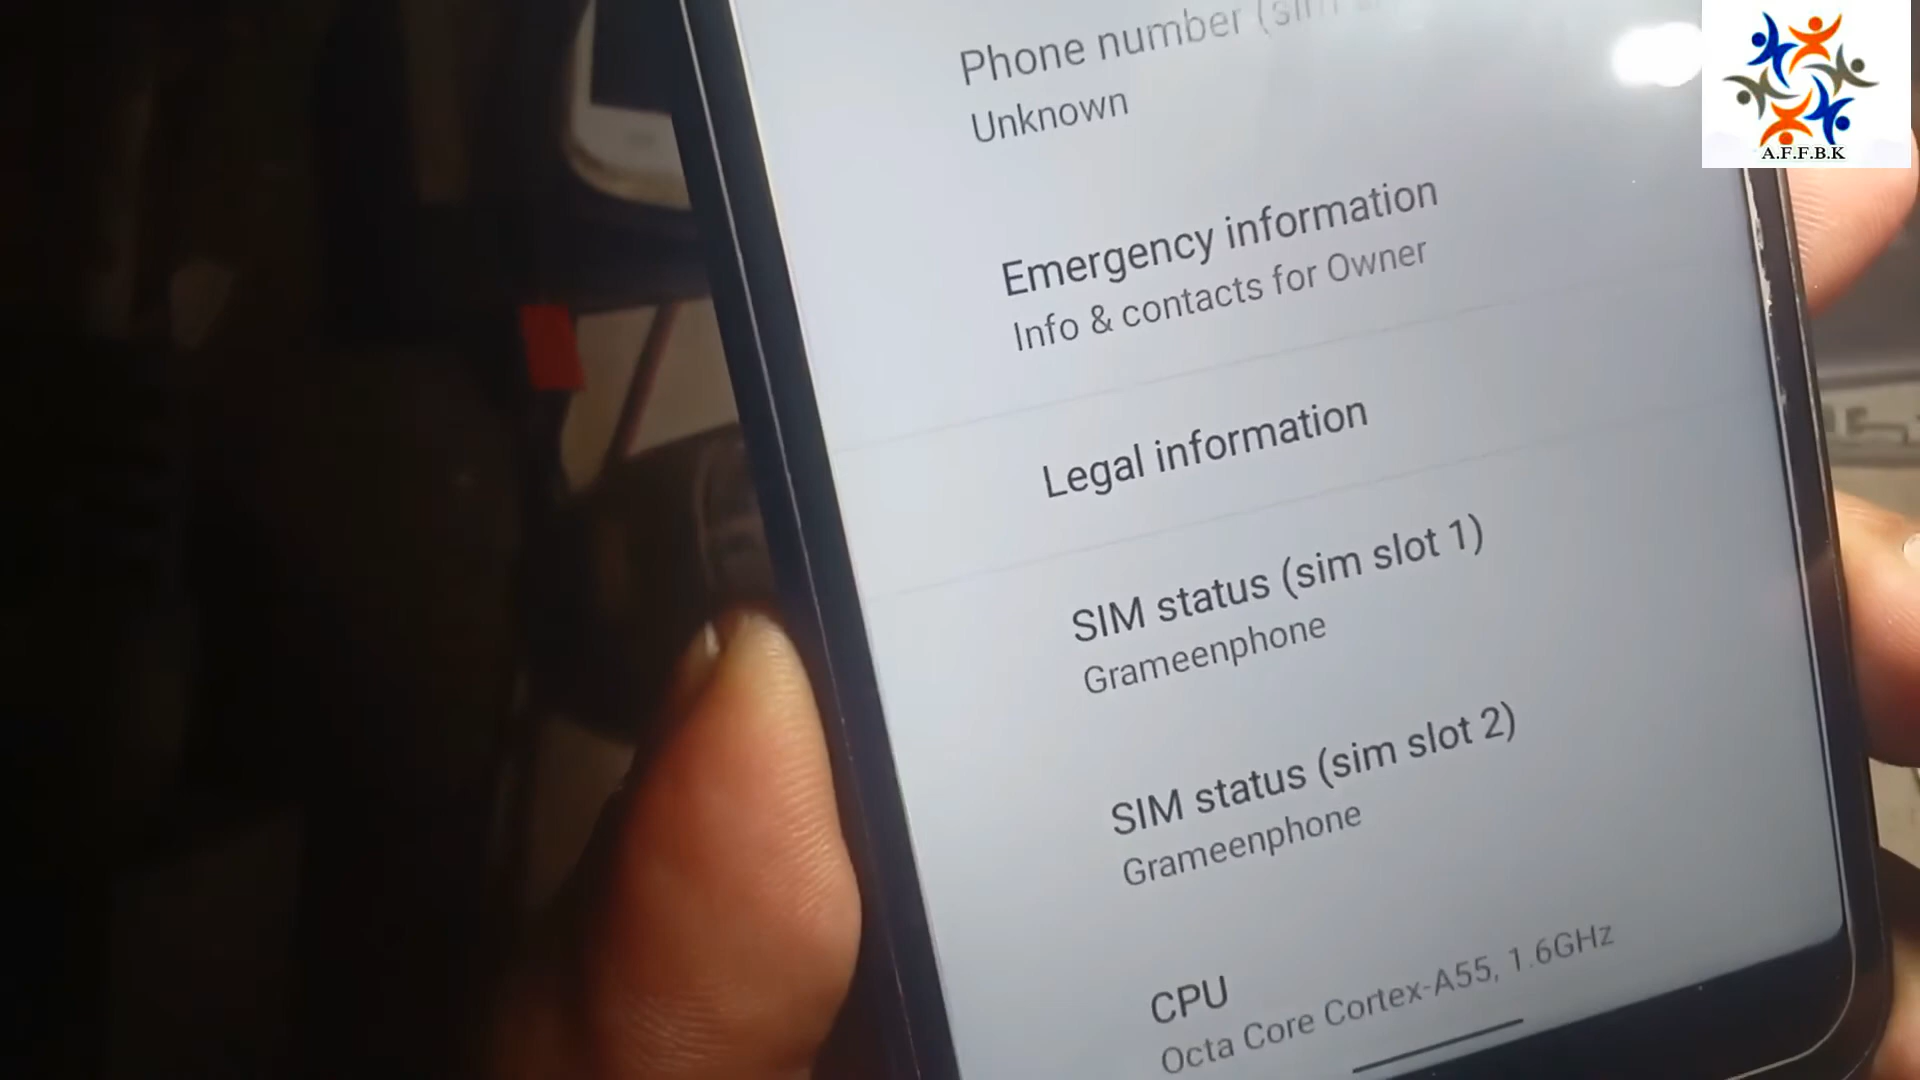 Phone number (sim
Unknown
A.F.F.B.K
Emergency information
Info & contacts for Owner
Legal information
SIM status (sim slot 1)
Grameenphone
SIM status (sim slot 2)
Grameenphone
CPU
Octa Core Cortex-A55, 1.6GHz